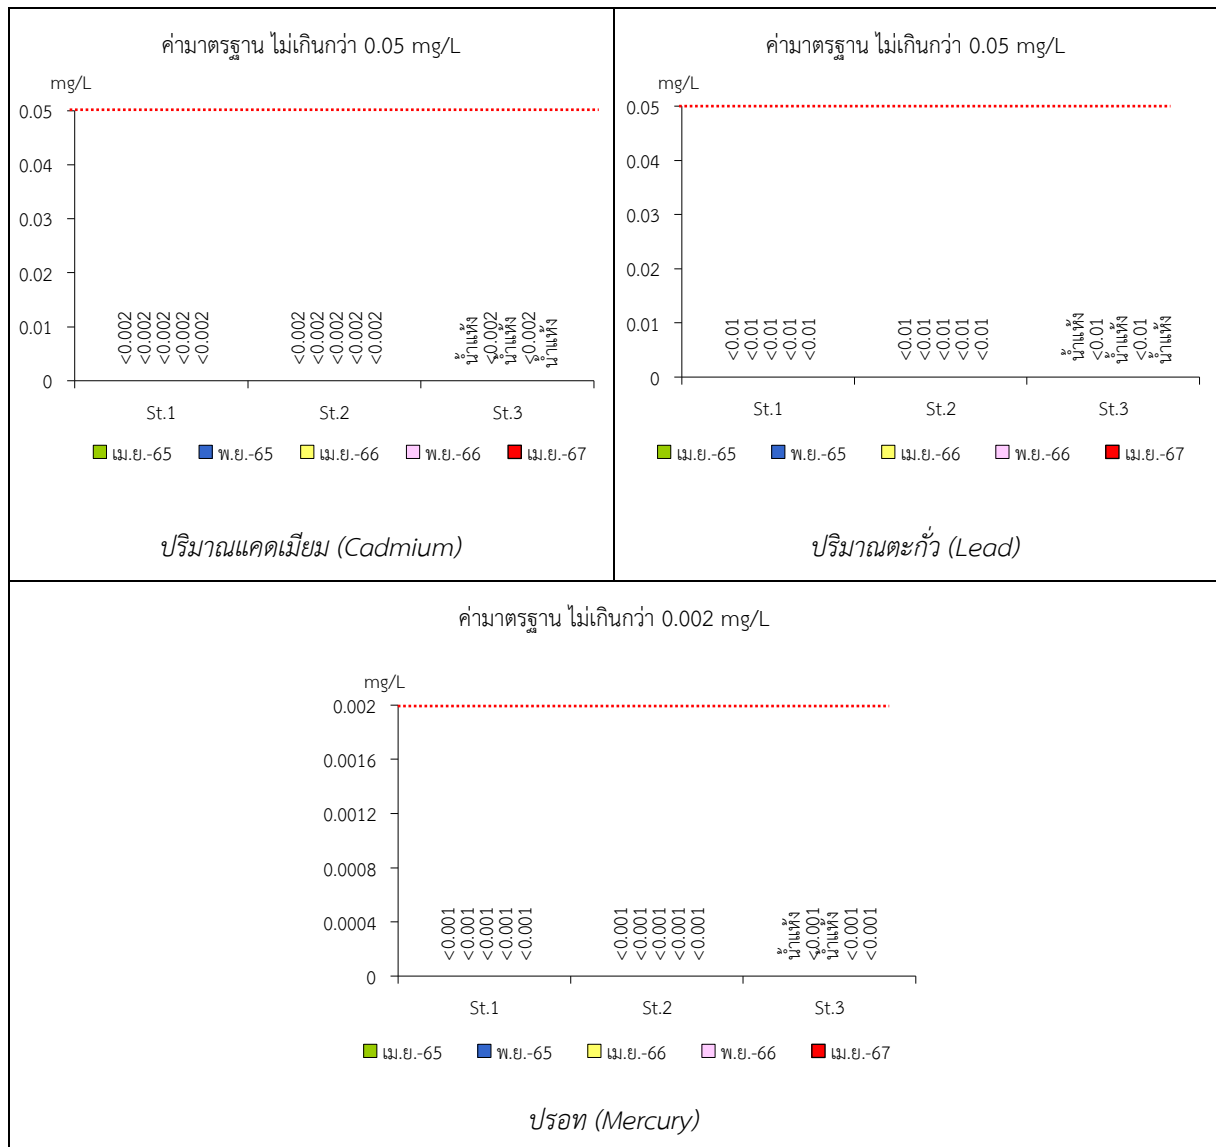 ค่ามาตรฐาน ไม่เกินกว่า 0.05 mg/L
mg/L
0.05
0.04
0.03
0.02
0.01
0
<0.002
<0.002
<0.002
<0.002
<0.002
<0.002
<0.002
<0.002
<0.002
<0.002
น้ำแห้ง
<0.002
น้ำแห้ง
<0.002
น้ำแห้ง
St.1 St.2 St.3
เม.ย.-65 พ.ย.-65 เม.ย.-66 พ.ย.-66 เม.ย.-67
ปริมาณแคดเมียม (Cadmium)
ค่ามาตรฐาน ไม่เกินกว่า 0.05 mg/L
mg/L
0.05
0.04
0.03
0.02
0.01
0
<0.01
<0.01
<0.01
<0.01
<0.01
<0.01
<0.01
<0.01
<0.01
<0.01
น้ำแห้ง
<0.01
น้ำแห้ง
<0.01
น้ำแห้ง
St.1 St.2 St.3
เม.ย.-65 พ.ย.-65 เม.ย.-66 พ.ย.-66 เม.ย.-67
ปริมาณตะกั่ว (Lead)
ค่ามาตรฐาน ไม่เกินกว่า 0.002 mg/L
mg/L
0.002
0.0016
0.0012
0.0008
0.0004
0
<0.001
<0.001
<0.001
<0.001
<0.001
<0.001
<0.001
<0.001
<0.001
<0.001
น้ำแห้ง
<0.001
น้ำแห้ง
<0.001
<0.001
St.1 St.2 St.3
เม.ย.-65 พ.ย.-65 เม.ย.-66 พ.ย.-66 เม.ย.-67
ปรอท (Mercury)